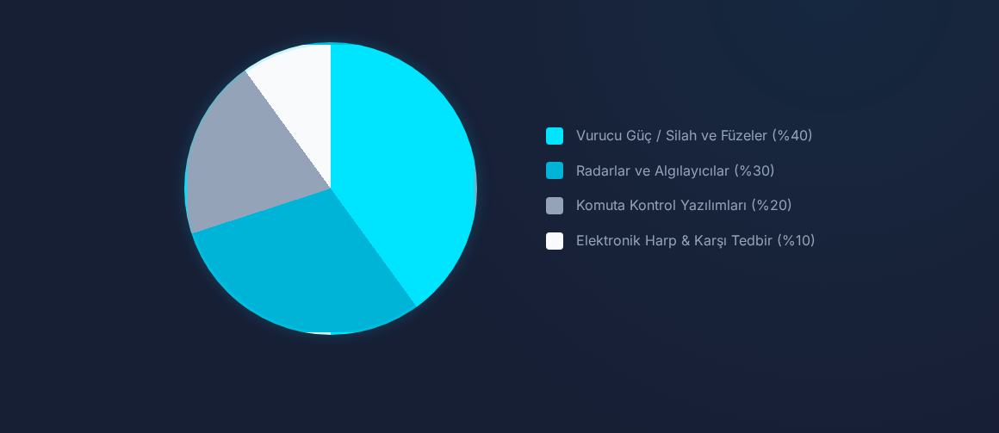 Vurucu Güç / Silah ve Füzeler (%40)
Radarlar ve Algılayıcılar (%30)
Komuta Kontrol Yazılımları (%20)
Elektronik Harp & Karşı Tedbir (%10)